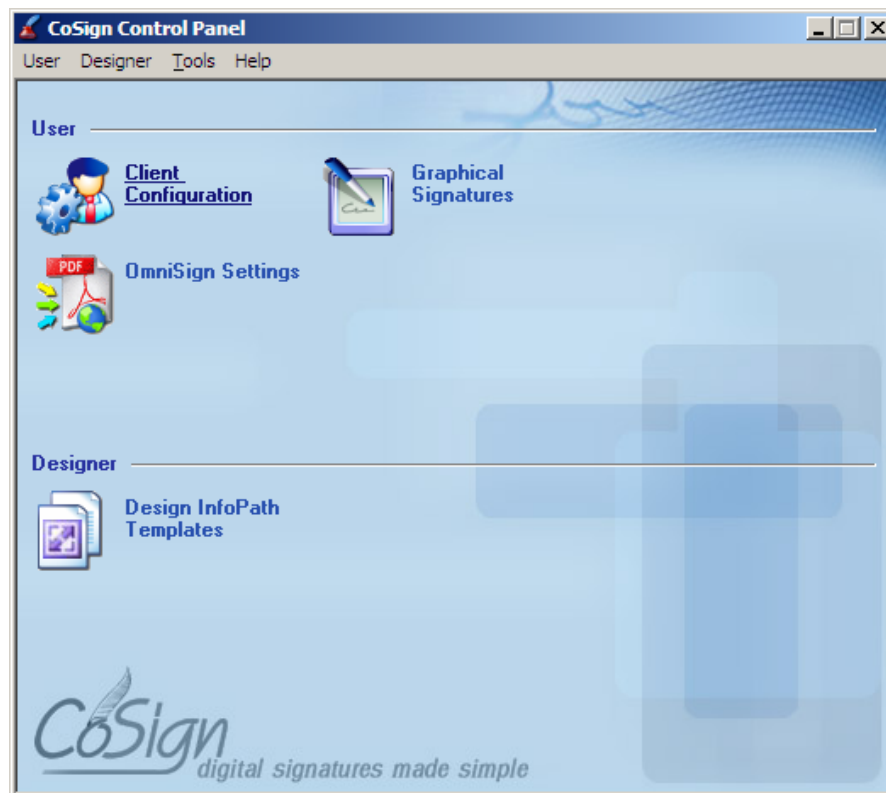 CoSign Control Panel
User Designer Tools Help
User
Client
Configuration
Graphical
Signatures
PDF
OmniSign Settings
Designer
Design InfoPath
Templates
CoSign
digital signatures made simple